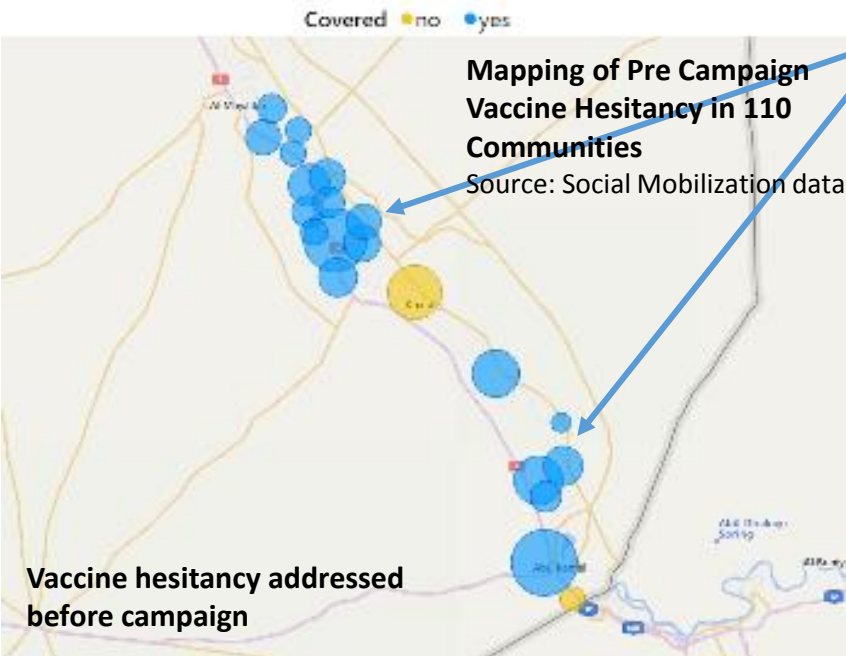 Covered no yes
Mapping of Pre Campaign
Vaccine Hesitancy in 110
Communities
Source: Social Mobilization data
Vaccine hesitancy addressed
before campaign